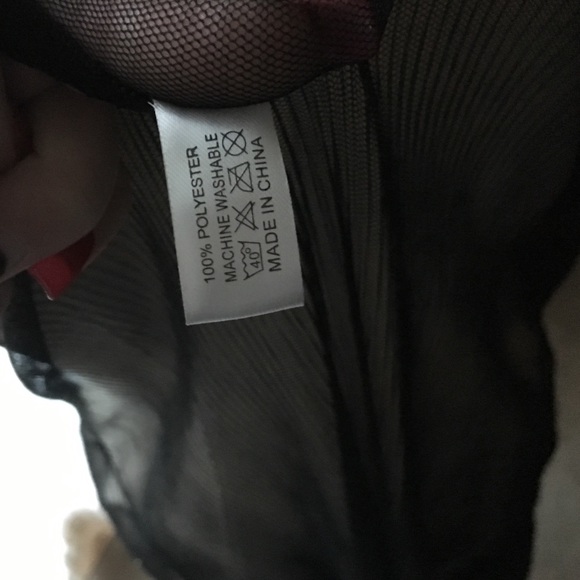 100% POLYESTER
MACHINE WASHABLE
40°
MADE IN CHINA